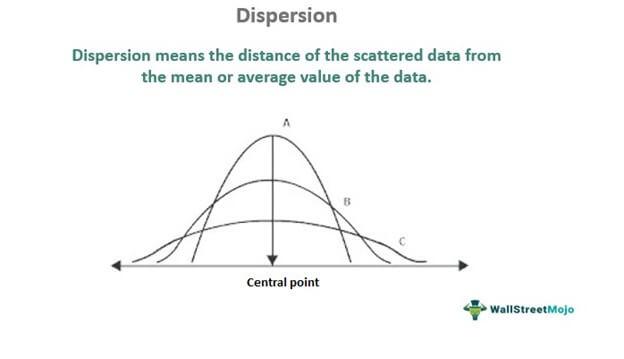 Dispersion
Dispersion means the distance of the scattered data from
the mean or average value of the data.
A
B
C
Central point
WallStreetMojo